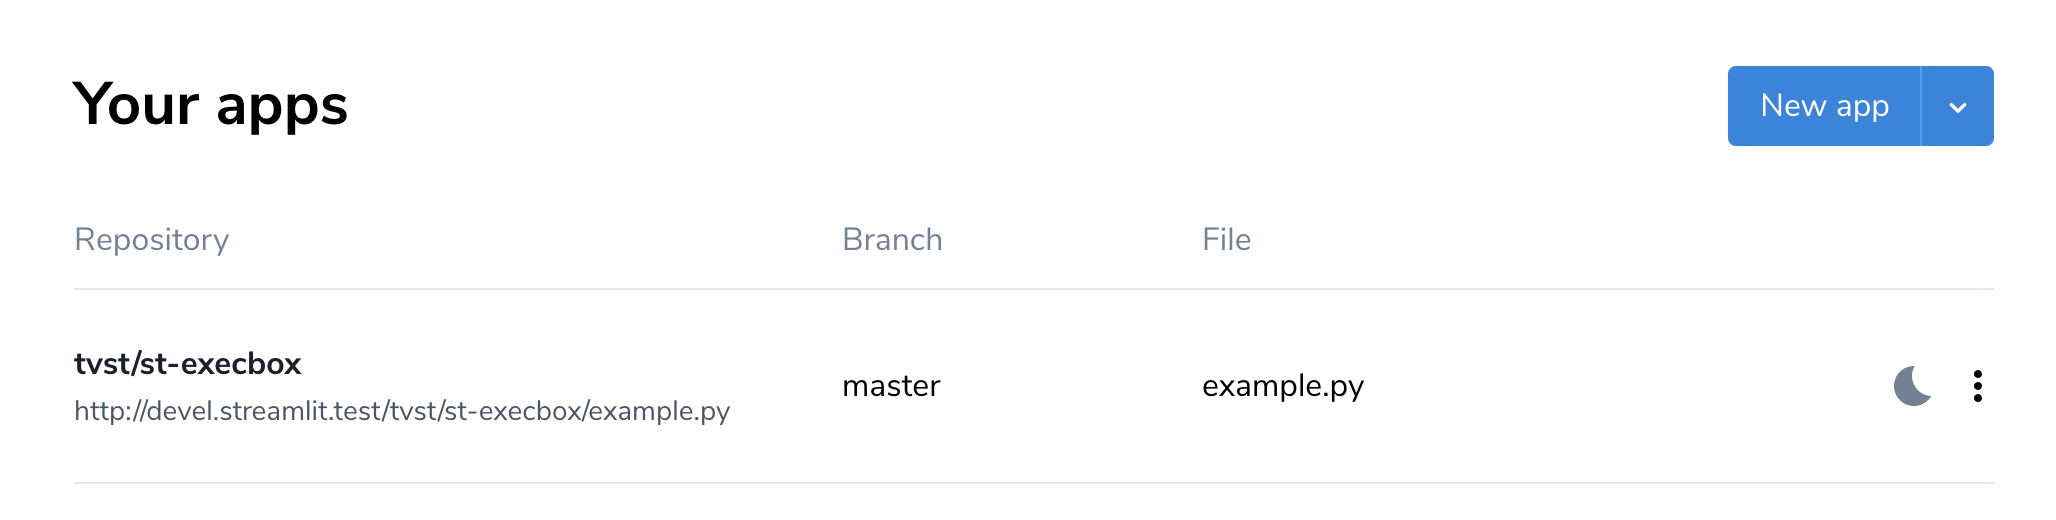 Your apps
New app
Repository Branch File
tvst/st-execbox
http://devel.streamlit.test/tvst/st-execbox/example.py
master example.py